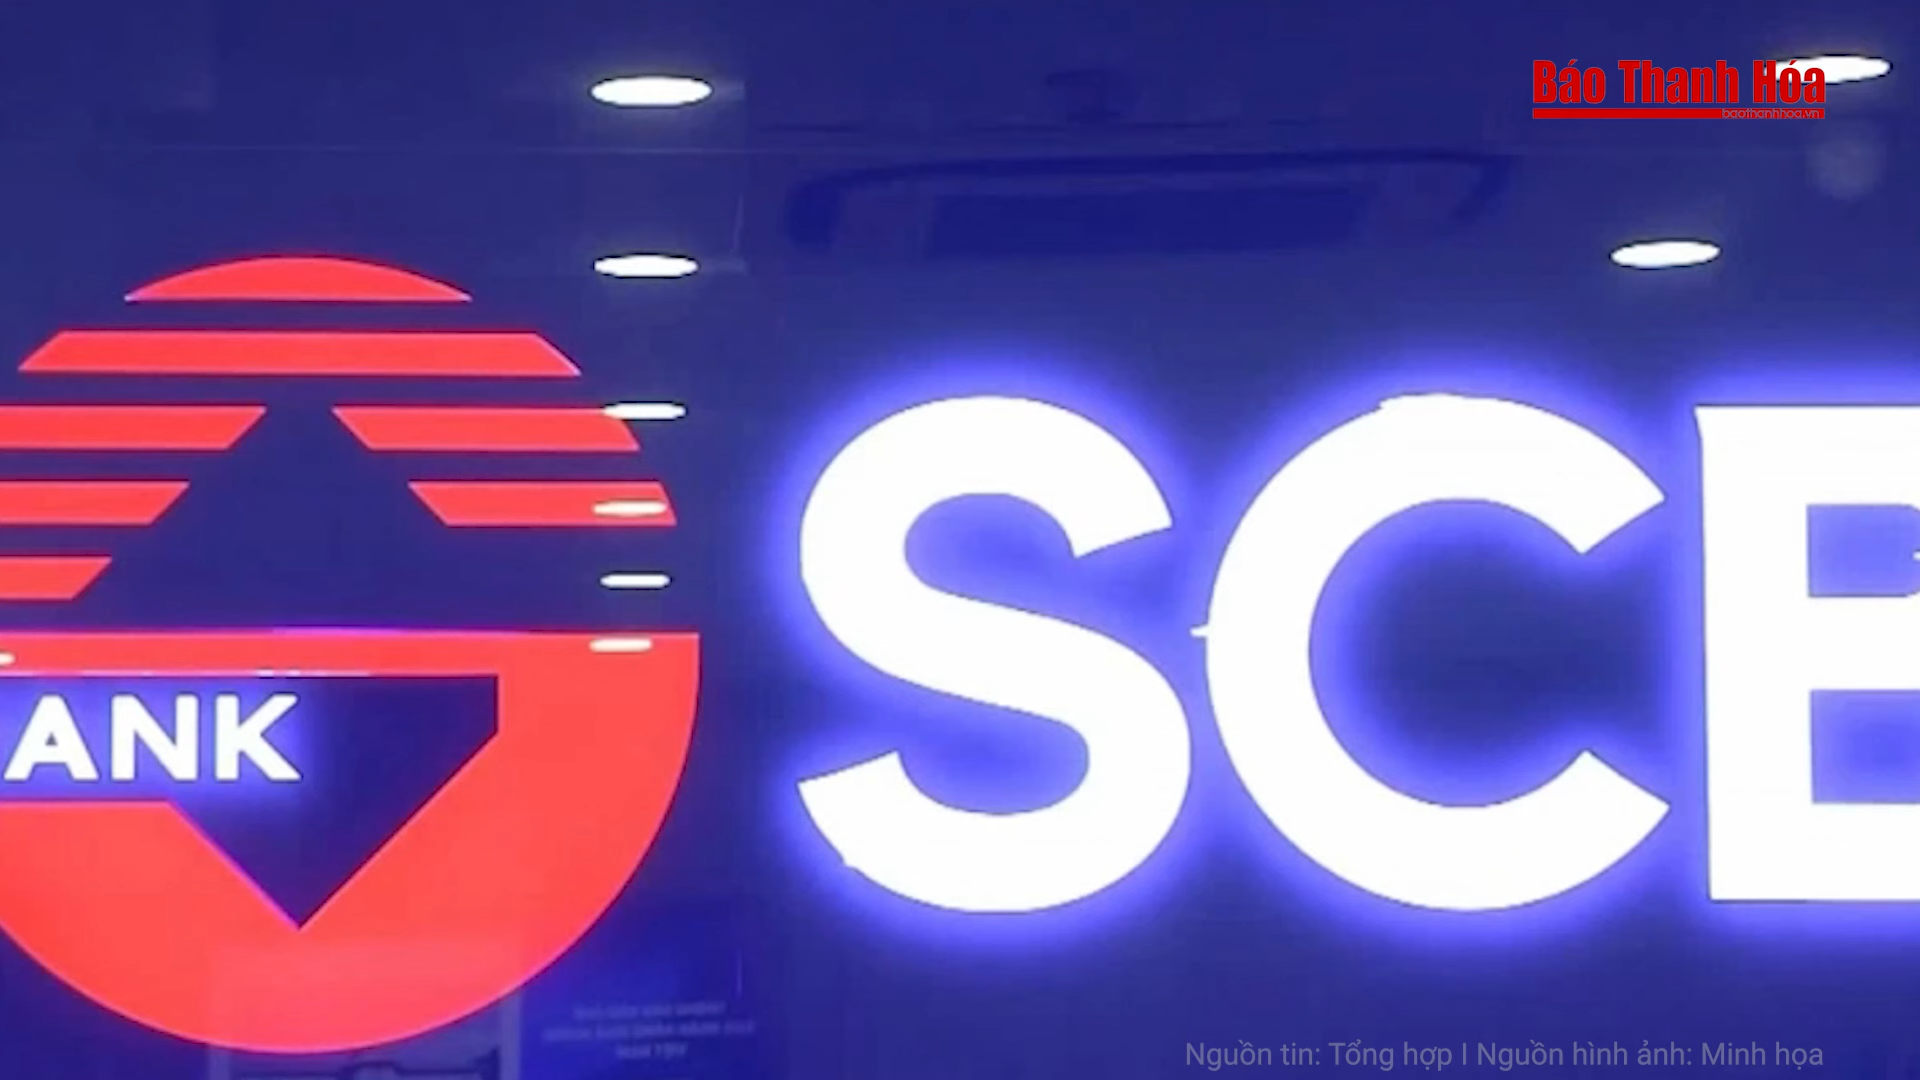 Báo Thanh Hóa
baothanhhoa.vn
ANK
SCB
Nguồn tin: Tổng hợp I Nguồn hình ảnh: Minh họa